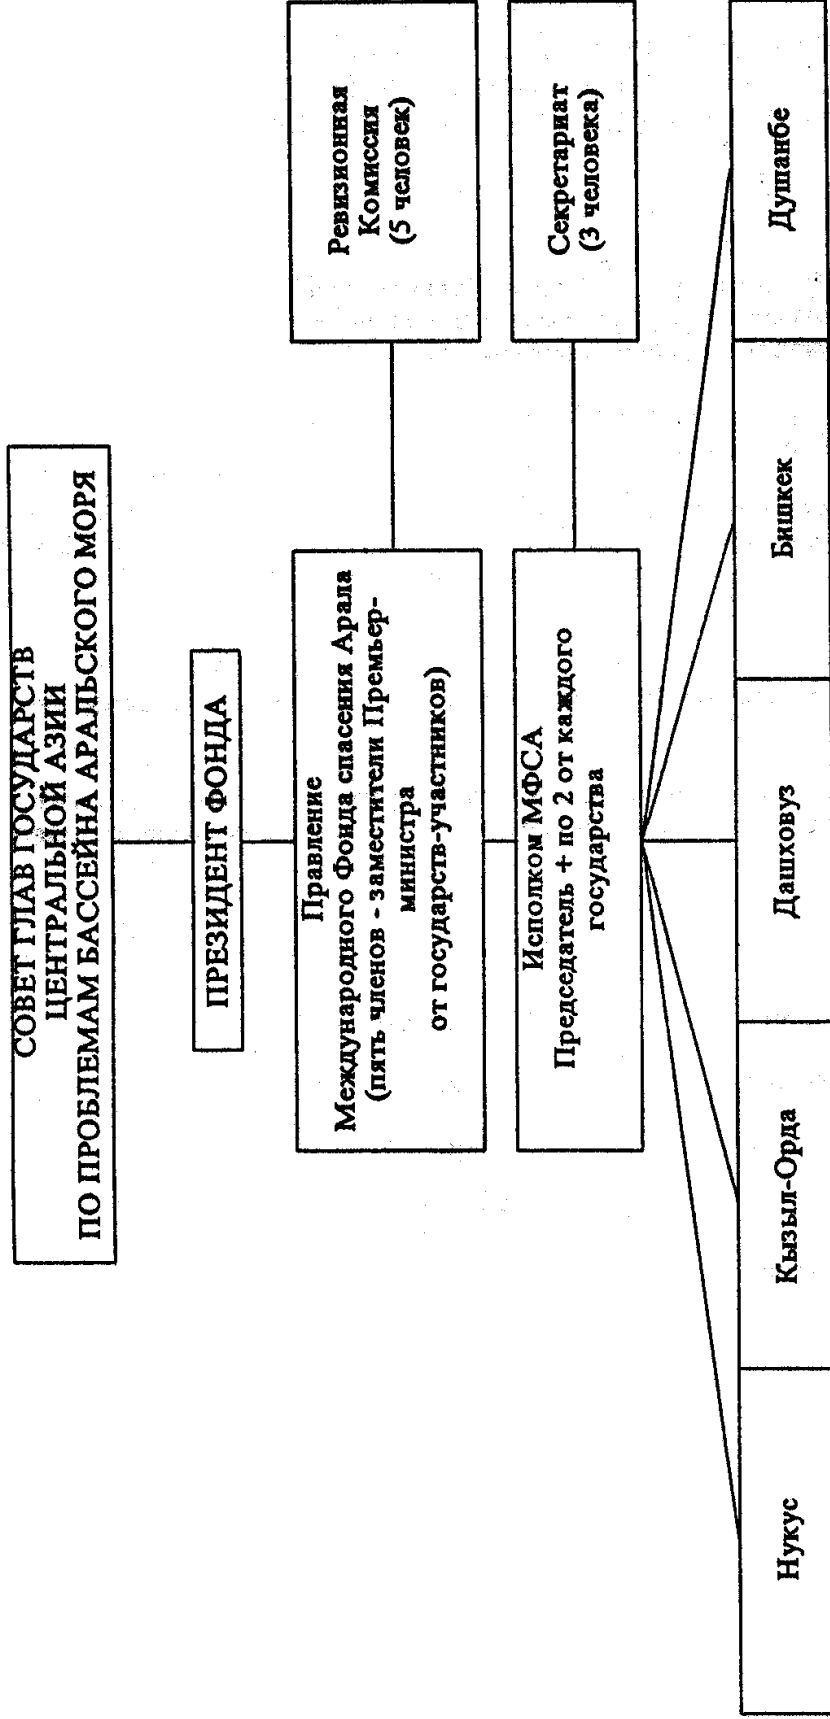 СОВЕТ ГЛАВ ГОСУДАРСТВ
ЦЕНТРАЛЬНОЙ АЗИИ
ПО ПРОБЛЕМАМ БАССЕЙНА АРАЛЬСКОГО МОРЯ
ПРЕЗИДЕНТ ФОНДА
Правление
Международного Фонда спасения Арала
(пять членов - заместители Премьер-
министра
от государств-участников)
Ревизионная
Комиссия
(5 человек)
Исполком МФСА
Председатель + по 2 от каждого
государства
Секретариат
(3 человека)
Нукус
Кызыл-Орда
Дашховуз
Бишкек
Душанбе